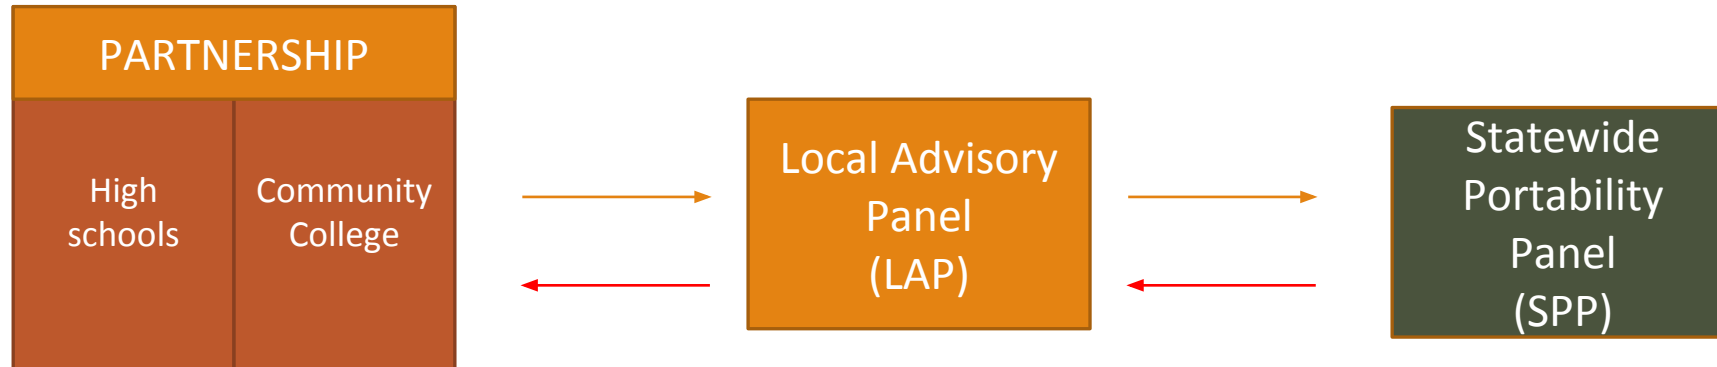 PARTNERSHIP
High
schools
Community
College
Local Advisory
Panel
(LAP)
Statewide
Portability
Panel
(SPP)